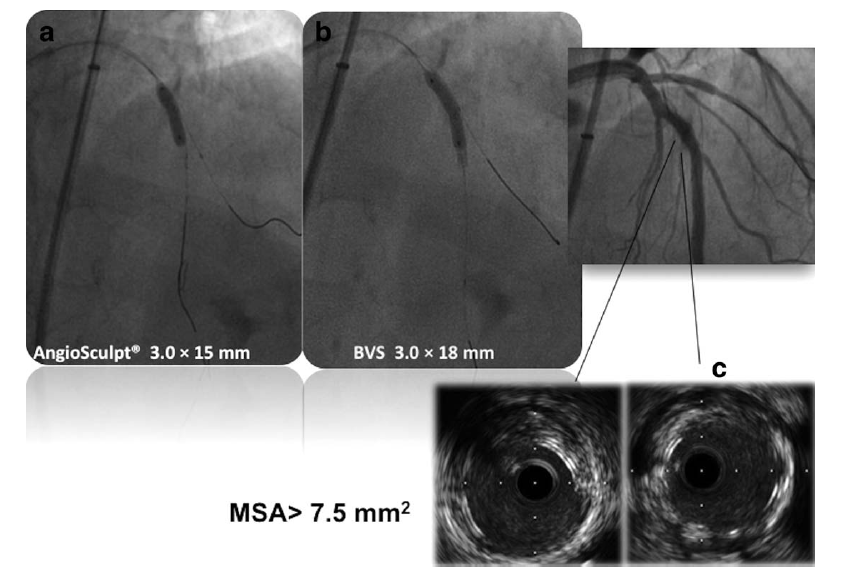 a
b
AngioSculpt® 3.0 × 15 mm
BVS 3.0 × 18 mm
c
MSA> 7.5 mm²